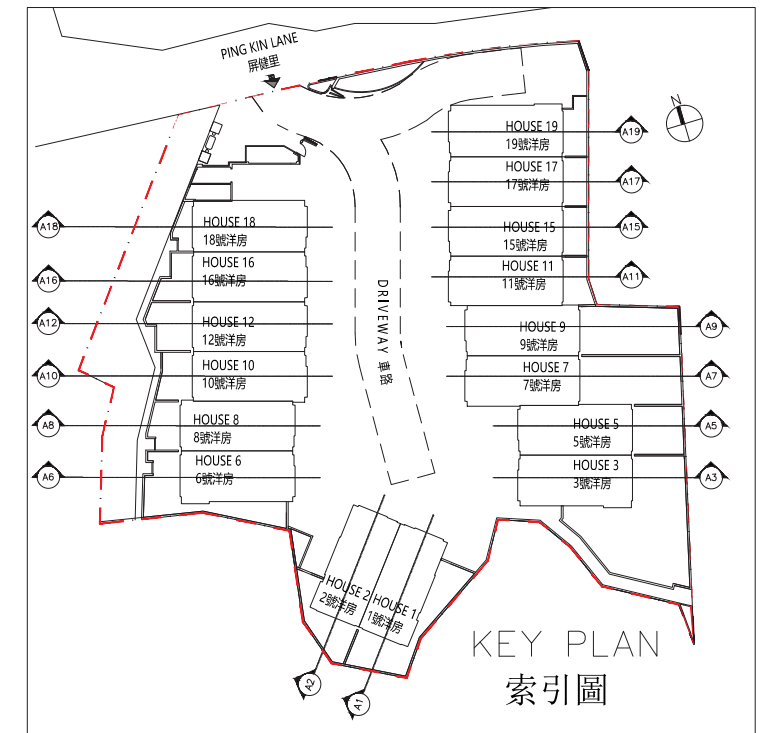 PING KIN LANE
屏健里
N
HOUSE 19
19號洋房
A19
HOUSE 17
17號洋房
A17
HOUSE 15
15號洋房
A15
HOUSE 11
11號洋房
A11
HOUSE 9
9號洋房
A9
HOUSE 7
7號洋房
A7
HOUSE 5
5號洋房
A5
HOUSE 3
3號洋房
A3
A18
HOUSE 18
18號洋房
A16
HOUSE 16
16號洋房
A12
HOUSE 12
12號洋房
A10
HOUSE 10
10號洋房
A8
HOUSE 8
8號洋房
A6
HOUSE 6
6號洋房
DRIVEWAY 車路
HOUSE 2
2號洋房
HOUSE 1
1號洋房
A2
A1
KEY PLAN
索引圖